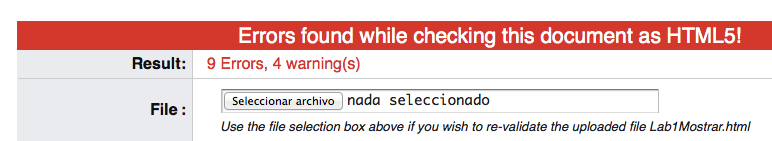 Errors found while checking this document as HTML5!
Result: 9 Errors, 4 warning(s)
File : Seleccionar archivo nada seleccionado
Use the file selection box above if you wish to re-validate the uploaded file Lab1Mostrar.html